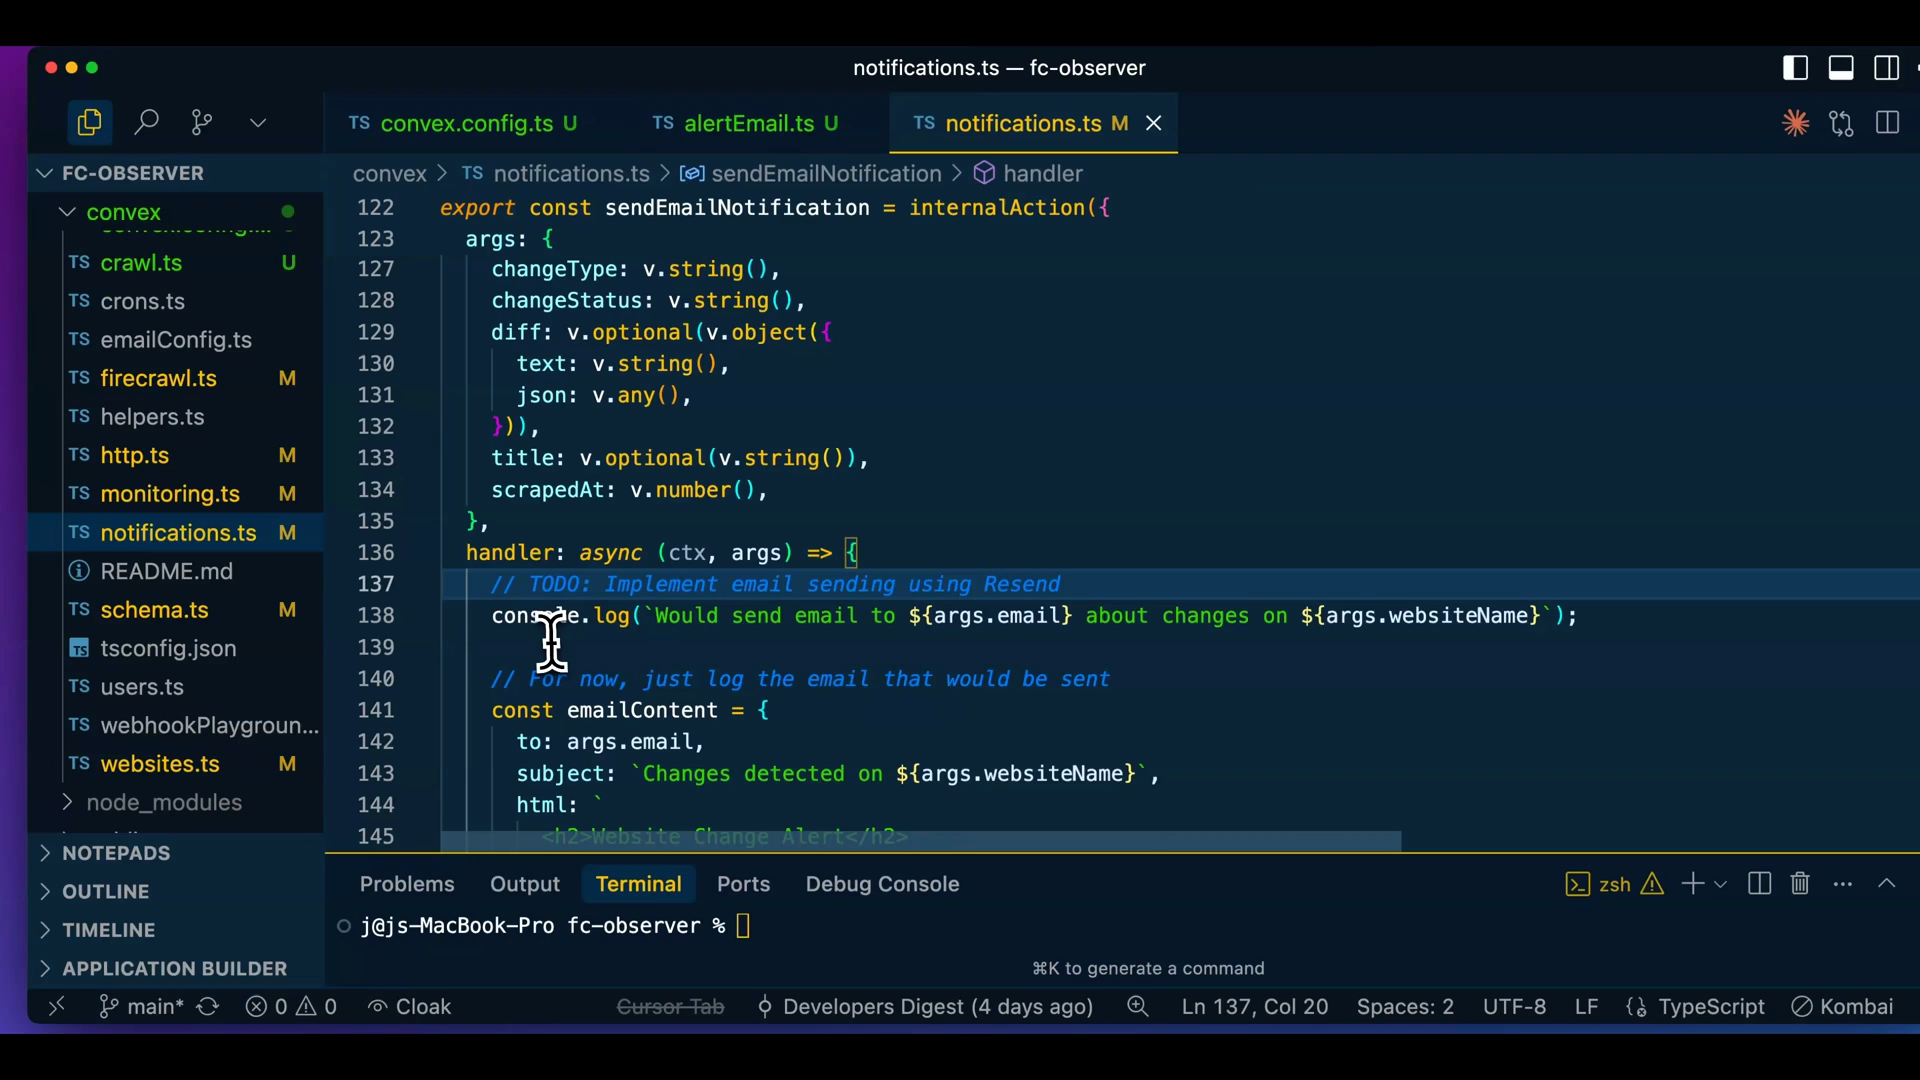 notifications.ts — fc-observer
TS convex.config.ts U
TS alertEmail.ts U
TS notifications.ts M
FC-OBSERVER
convex
TS crawl.ts U
TS crons.ts
TS emailConfig.ts
TS firecrawl.ts M
TS helpers.ts
TS http.ts M
TS monitoring.ts M
TS notifications.ts M
README.md
TS schema.ts M
TS tsconfig.json
TS users.ts
TS webhookPlaygroun...
TS websites.ts M
node_modules
NOTEPADS
OUTLINE
TIMELINE
APPLICATION BUILDER
convex > TS notifications.ts > sendEmailNotification > handler
122 export const sendEmailNotification = internalAction({
123 args: {
127 changeType: v.string(),
128 changeStatus: v.string(),
129 diff: v.optional(v.object({
130 text: v.string(),
131 json: v.any(),
132 })),
133 title: v.optional(v.string()),
134 scrapedAt: v.number(),
135 },
136 handler: async (ctx, args) => {
137 // TODO: Implement email sending using Resend
138 console.log(`Would send email to ${args.email} about changes on ${args.websiteName}`);
139
140 // For now, just log the email that would be sent
141 const emailContent = {
142 to: args.email,
143 subject: `Changes detected on ${args.websiteName}`,
144 html: `
145 <h2>Website Change Alert</h2>
Problems Output Terminal Ports Debug Console
zsh
j@js-MacBook-Pro fc-observer %
⌘K to generate a command
main* 0 0 Cloak Cursor Tab Developers Digest (4 days ago) Ln 137, Col 20 Spaces: 2 UTF-8 LF TypeScript Kombai